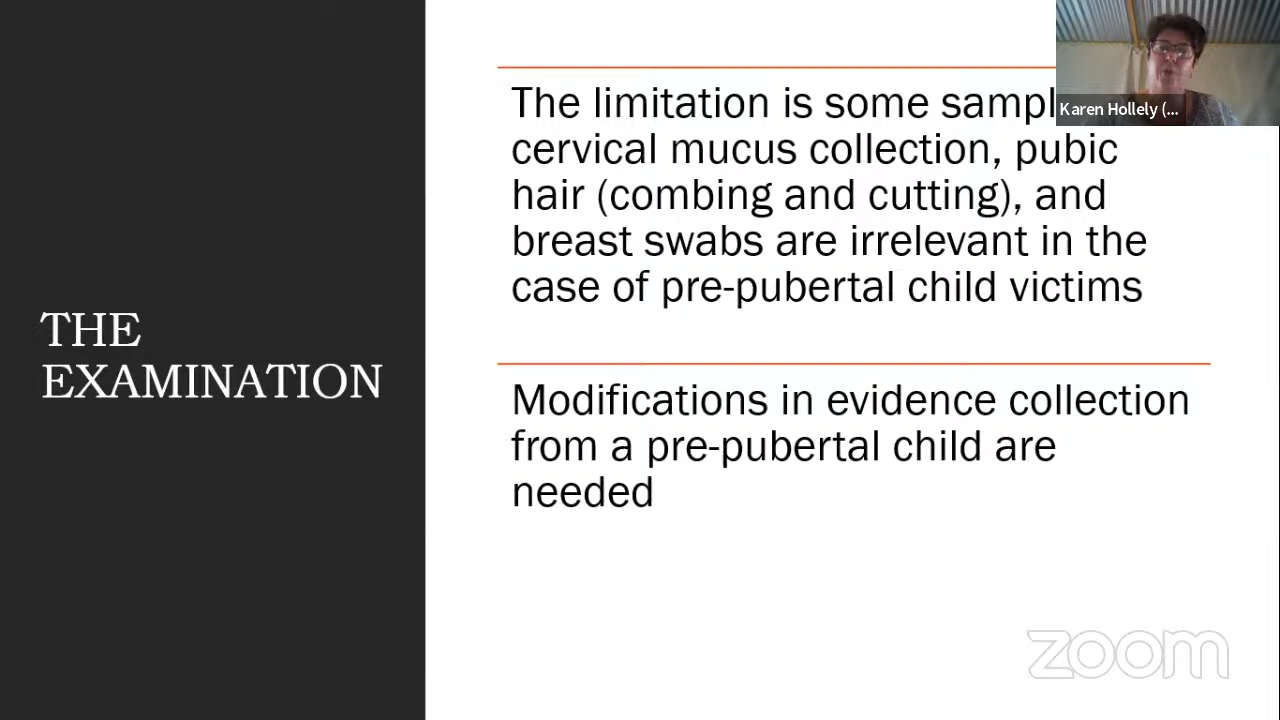 THE
EXAMINATION
The limitation is some
cervical mucus collection, pubic
hair (combing and cutting), and
breast swabs are irrelevant in the
case of pre-pubertal child victims
Modifications in evidence collection
from a pre-pubertal child are
needed
Karen Hollely (...
zoom